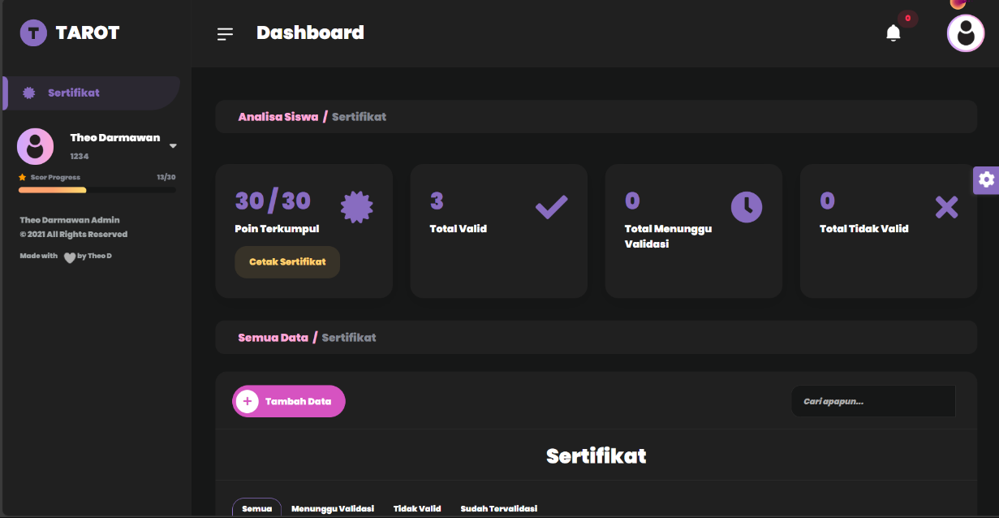 T TAROT
Dashboard
0
Sertifikat
Theo Darmawan
1234
Scor Progress 13/30
Theo Darmawan Admin
© 2021 All Rights Reserved
Made with by Theo D
Analisa Siswa / Sertifikat
30/30
Poin Terkumpul
Cetak Sertifikat
3
Total Valid
0
Total Menunggu
Validasi
0
Total Tidak Valid
Semua Data / Sertifikat
Tambah Data
Cari apapun...
Sertifikat
Semua Menunggu Validasi Tidak Valid Sudah Tervalidasi